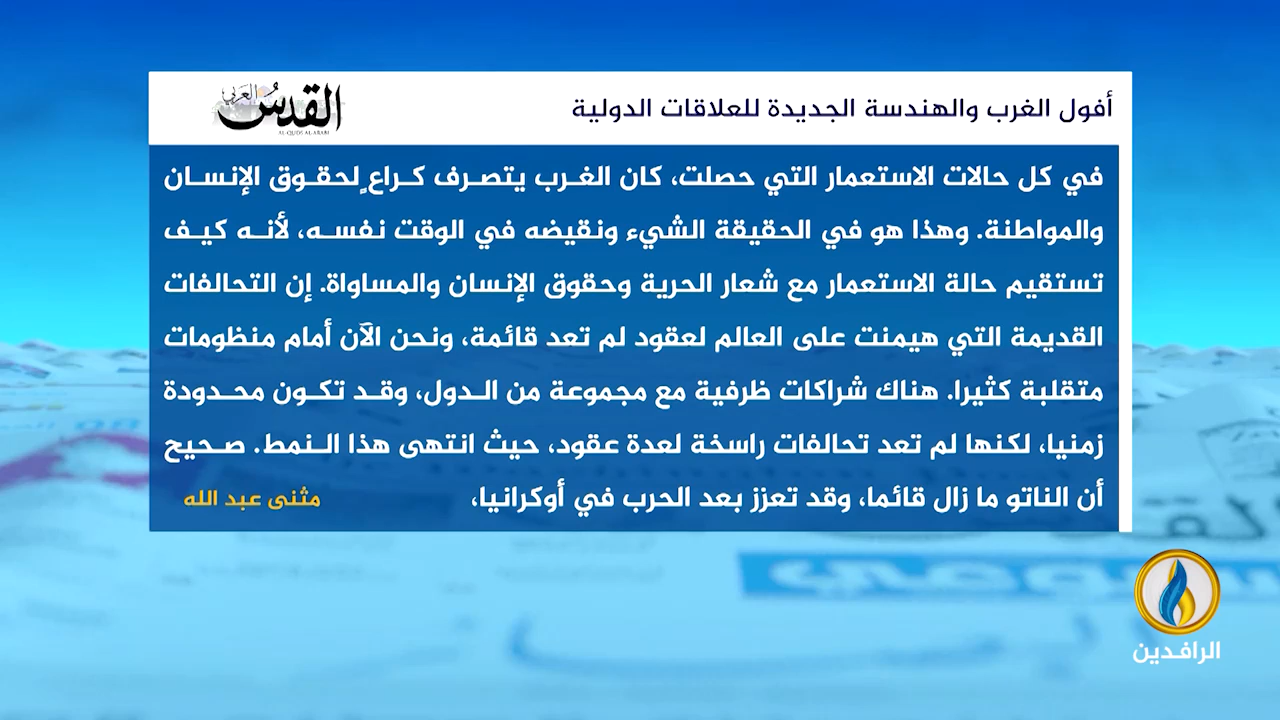 أفول الغرب والهندسة الجديدة للعلاقات الدولية
القدس العربي
AL-QUDS AL-ARABI
في كل حالات الاستعمار التي حصلت، كان الغرب يتصرف كراعٍ لحقوق الإنسان
والمواطنة. وهذا هو في الحقيقة الشيء ونقيضه في الوقت نفسه، لأنه كيف
تستقيم حالة الاستعمار مع شعار الحرية وحقوق الإنسان والمساواة. إن التحالفات
القديمة التي هيمنت على العالم لعقود لم تعد قائمة، ونحن الآن أمام منظومات
متقلبة كثيرا. هناك شراكات ظرفية مع مجموعة من الدول، وقد تكون محدودة
زمنيا، لكنها لم تعد تحالفات راسخة لعدة عقود، حيث انتهى هذا النمط. صحيح
أن الناتو ما زال قائما، وقد تعزز بعد الحرب في أوكرانيا،
مثنى عبد الله
الرافدين